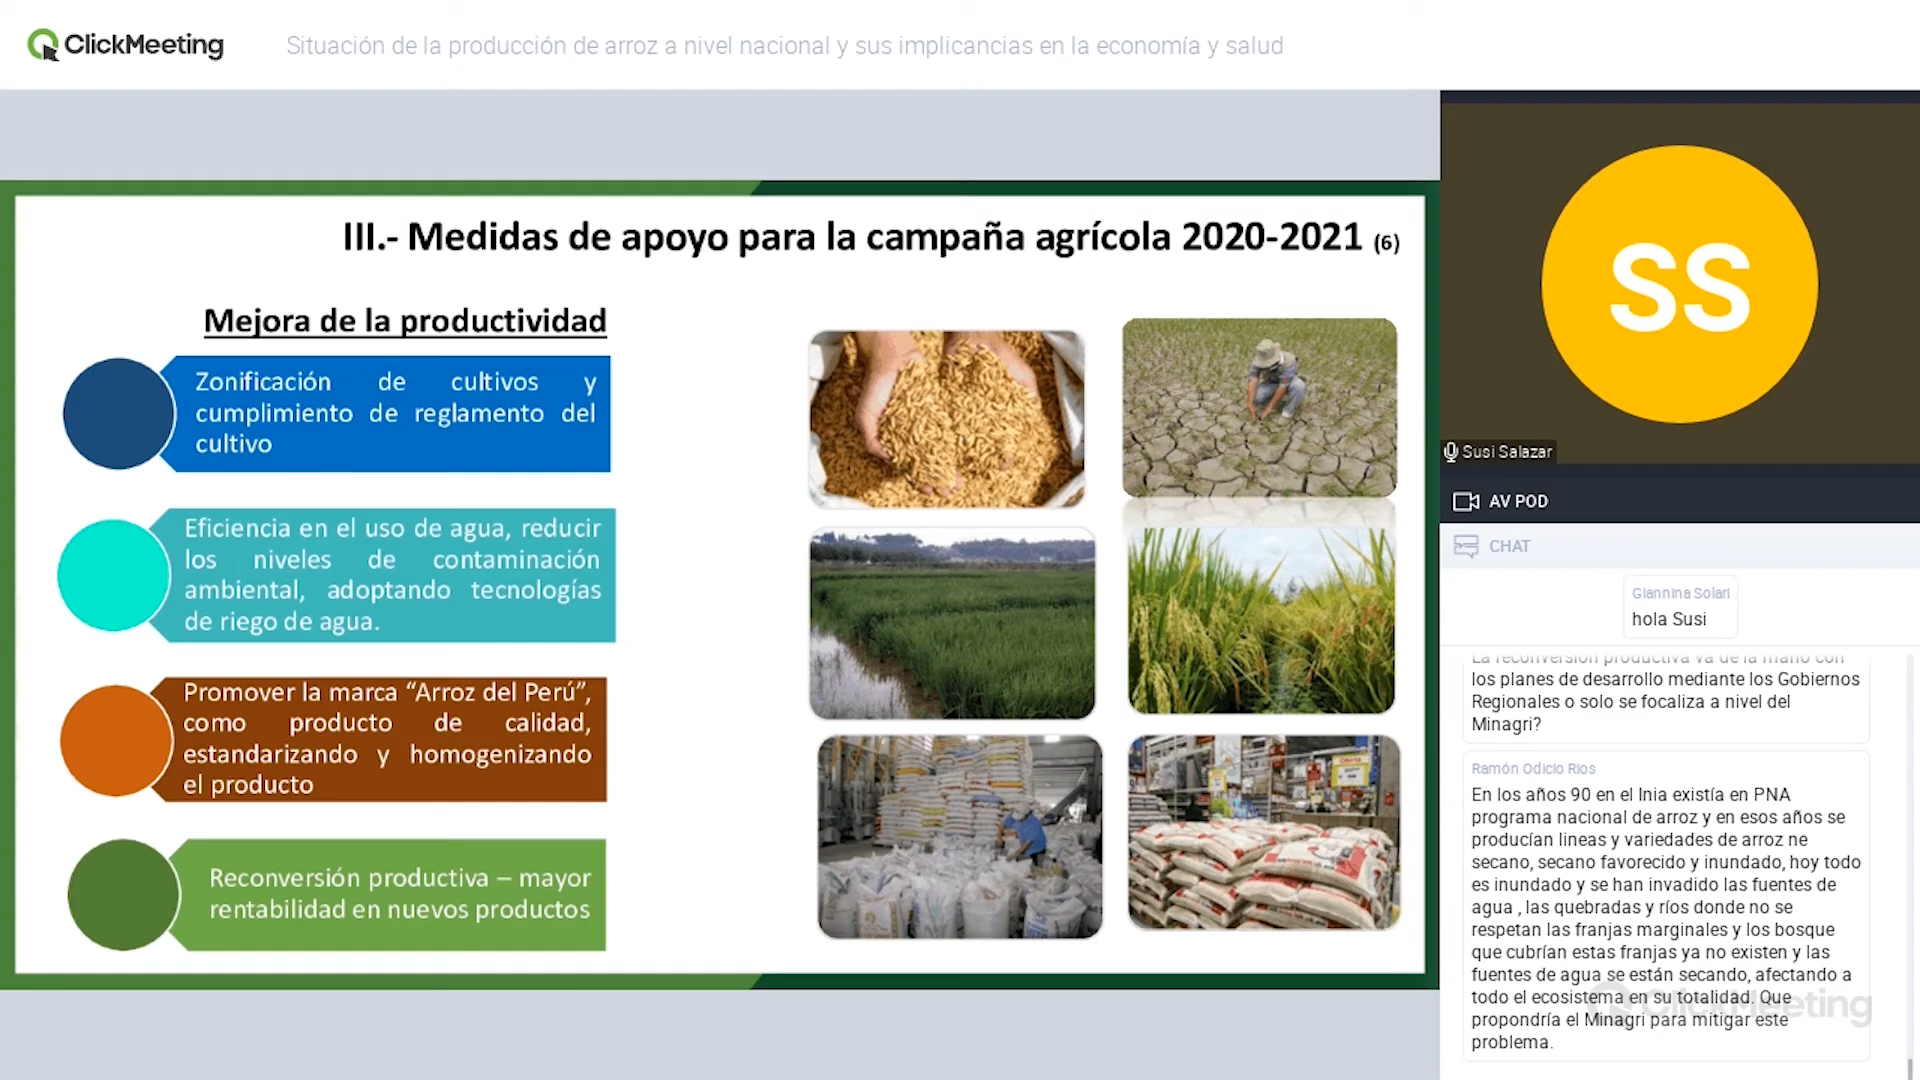 ClickMeeting
Situación de la producción de arroz a nivel nacional y sus implicancias en la economía y salud
III.- Medidas de apoyo para la campaña agrícola 2020-2021 (6)
Mejora de la productividad
Zonificación de cultivos y
cumplimiento de reglamento del
cultivo
Eficiencia en el uso de agua, reducir
los niveles de contaminación
ambiental, adoptando tecnologías
de riego de agua.
Promover la marca “Arroz del Perú”,
como producto de calidad,
estandarizando y homogenizando
el producto
Reconversión productiva – mayor
rentabilidad en nuevos productos
SS
Susi Salazar
AV POD
CHAT
Giannina Solari
hola Susi
La reconversión productiva va de la mano con
los planes de desarrollo mediante los Gobiernos
Regionales o solo se focaliza a nivel del
Minagri?
Ramón Odicio Rios
En los años 90 en el Inia existía en PNA
programa nacional de arroz y en esos años se
producían lineas y variedades de arroz ne
secano, secano favorecido y inundado, hoy todo
es inundado y se han invadido las fuentes de
agua , las quebradas y ríos donde no se
respetan las franjas marginales y los bosque
que cubrían estas franjas ya no existen y las
fuentes de agua se están secando, afectando a
todo el ecosistema en su totalidad. Que
propondría el Minagri para mitigar este
problema.
ClickMeeting